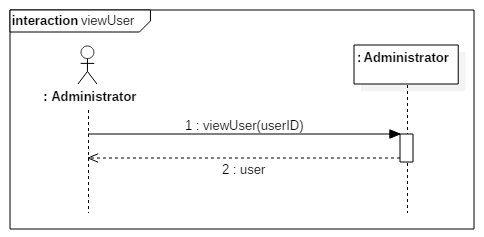 interaction viewUser
: Administrator
: Administrator
1 : viewUser(userID)
2 : user